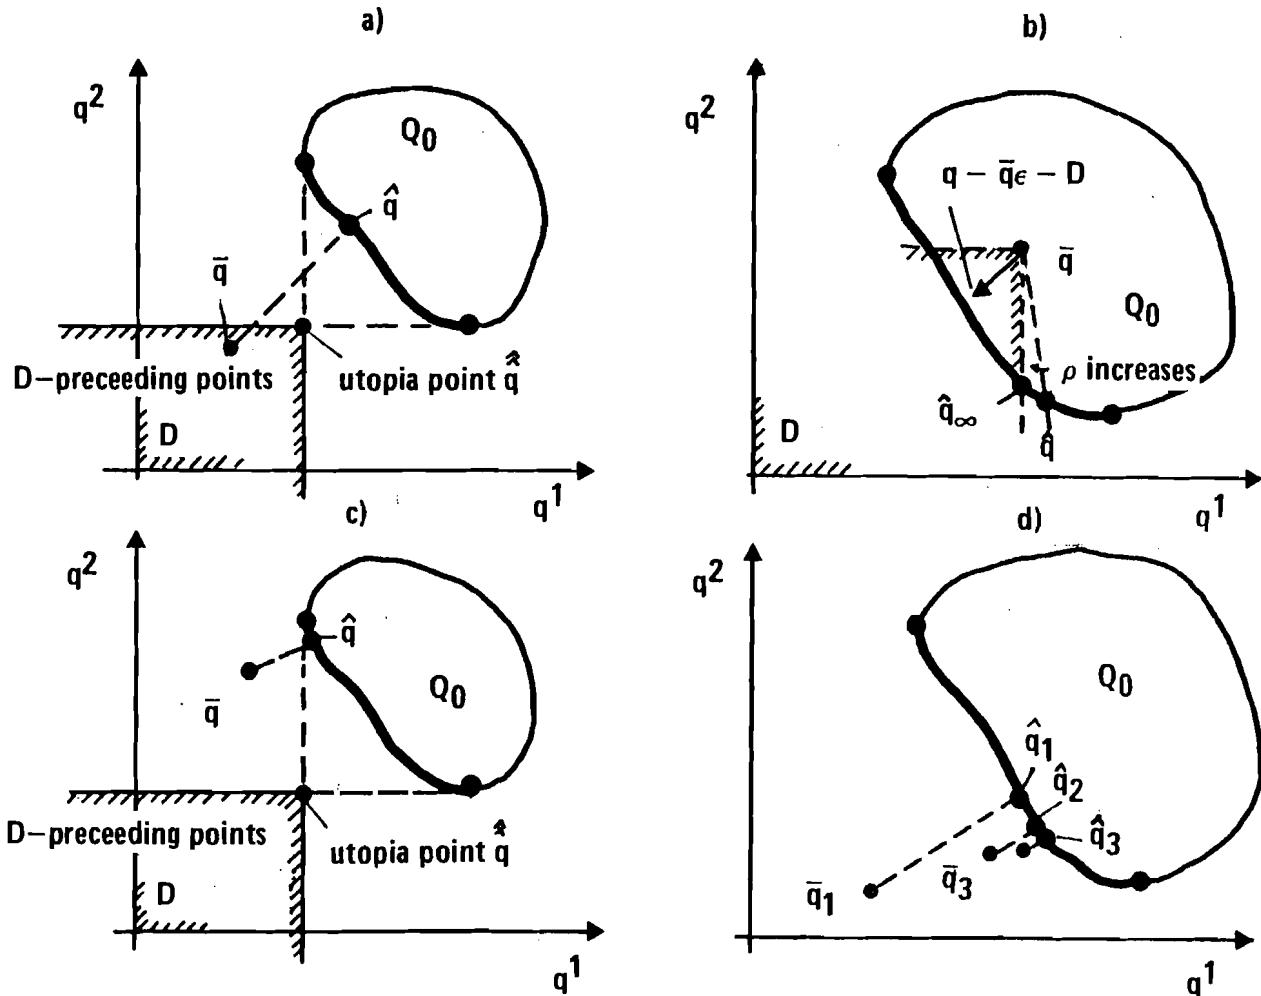 a)
q²
Q₀
q̂
q̄
D–preceeding points
utopia point q̂̂
D
q¹
b)
q²
q – q̄ϵ – D
q̄
Q₀
ρ increases
q̂∞
q̂
D
q¹
c)
q²
q̂
q̄
Q₀
D–preceeding points
utopia point q̂̂
D
q¹
d)
q²
Q₀
q̂₁
q̂₂
q̂₃
q̄₃
q̄₁
q¹